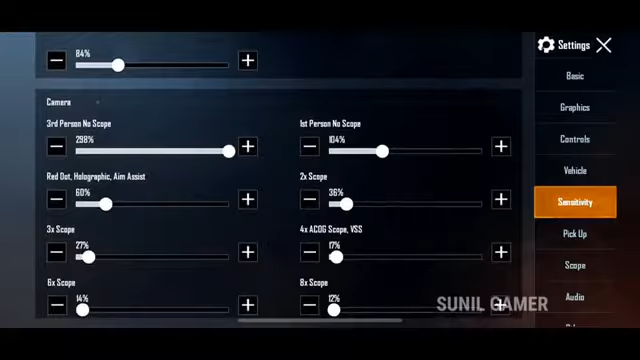 84%
Settings
Basic
Camera
Graphics
3rd Person No Scope
1st Person No Scope
298%
104%
Controls
Red Dot, Holographic, Aim Assist
2x Scope
Vehicle
60%
36%
Sensitivity
3x Scope
4x ACOG Scope, VSS
Pick Up
27%
17%
Scope
6x Scope
8x Scope
14%
12%
Audio
SUNIL GAMER